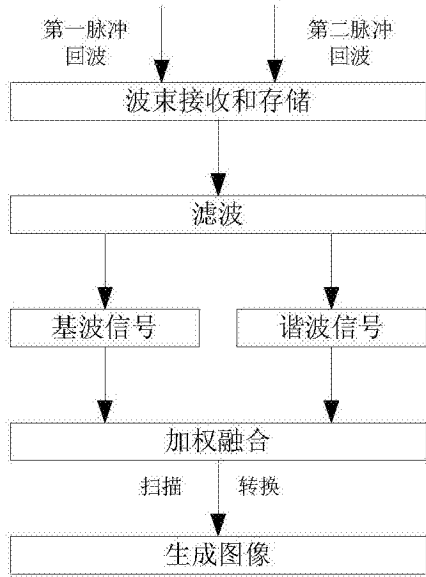 第一脉冲
回波
第二脉冲
回波
波束接收和存储
滤波
基波信号
谐波信号
加权融合
扫描
转换
生成图像